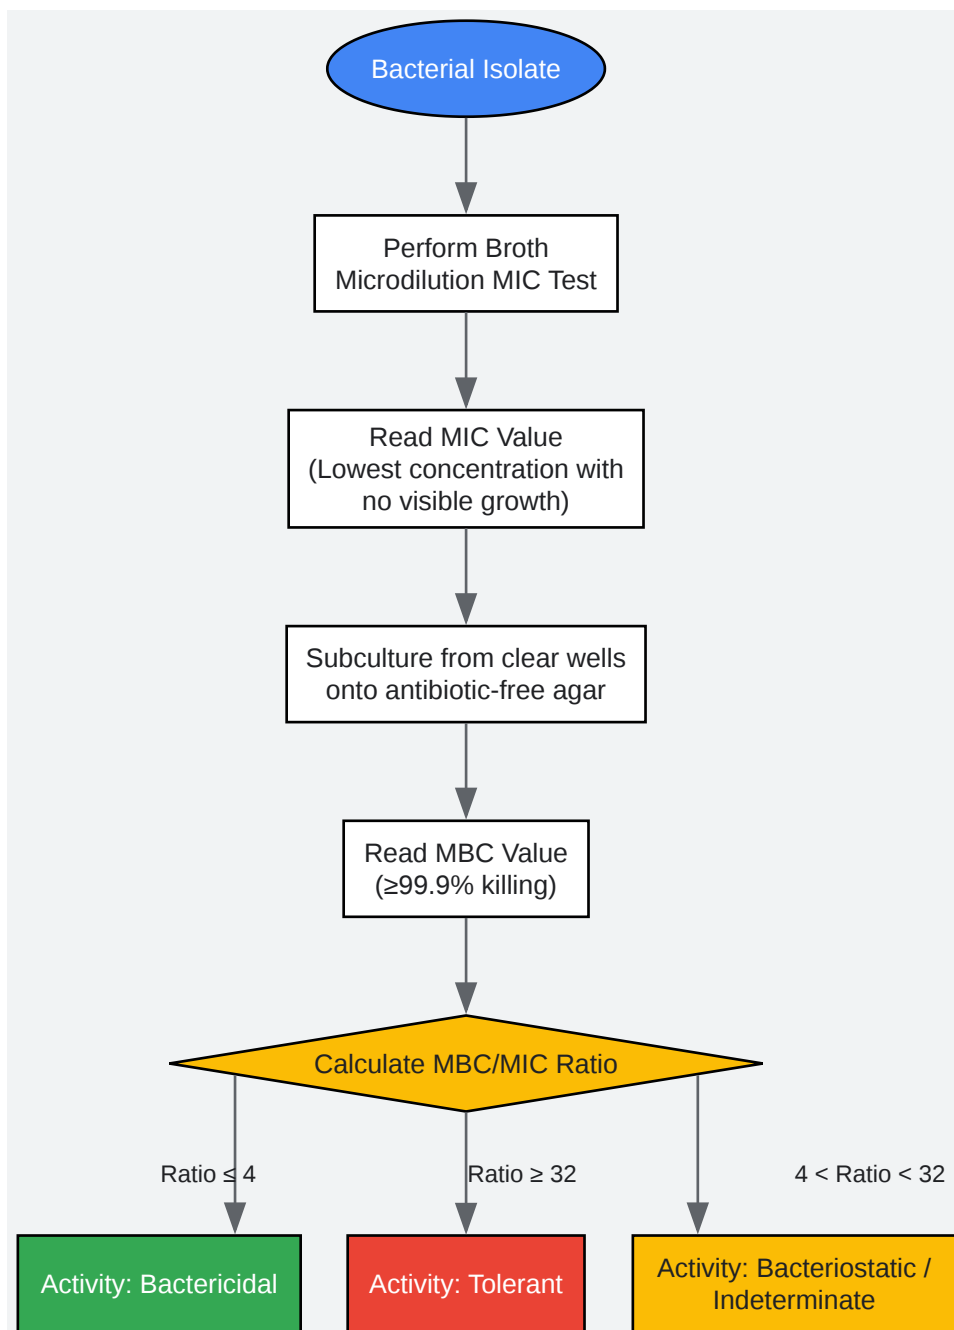 Bacterial Isolate
Perform Broth
Microdilution MIC Test
Read MIC Value
(Lowest concentration with
no visible growth)
Subculture from clear wells
onto antibiotic-free agar
Read MBC Value
(≥99.9% killing)
Calculate MBC/MIC Ratio
Ratio ≤ 4
Ratio ≥ 32
4 < Ratio < 32
Activity: Bactericidal
Activity: Tolerant
Activity: Bacteriostatic /
Indeterminate